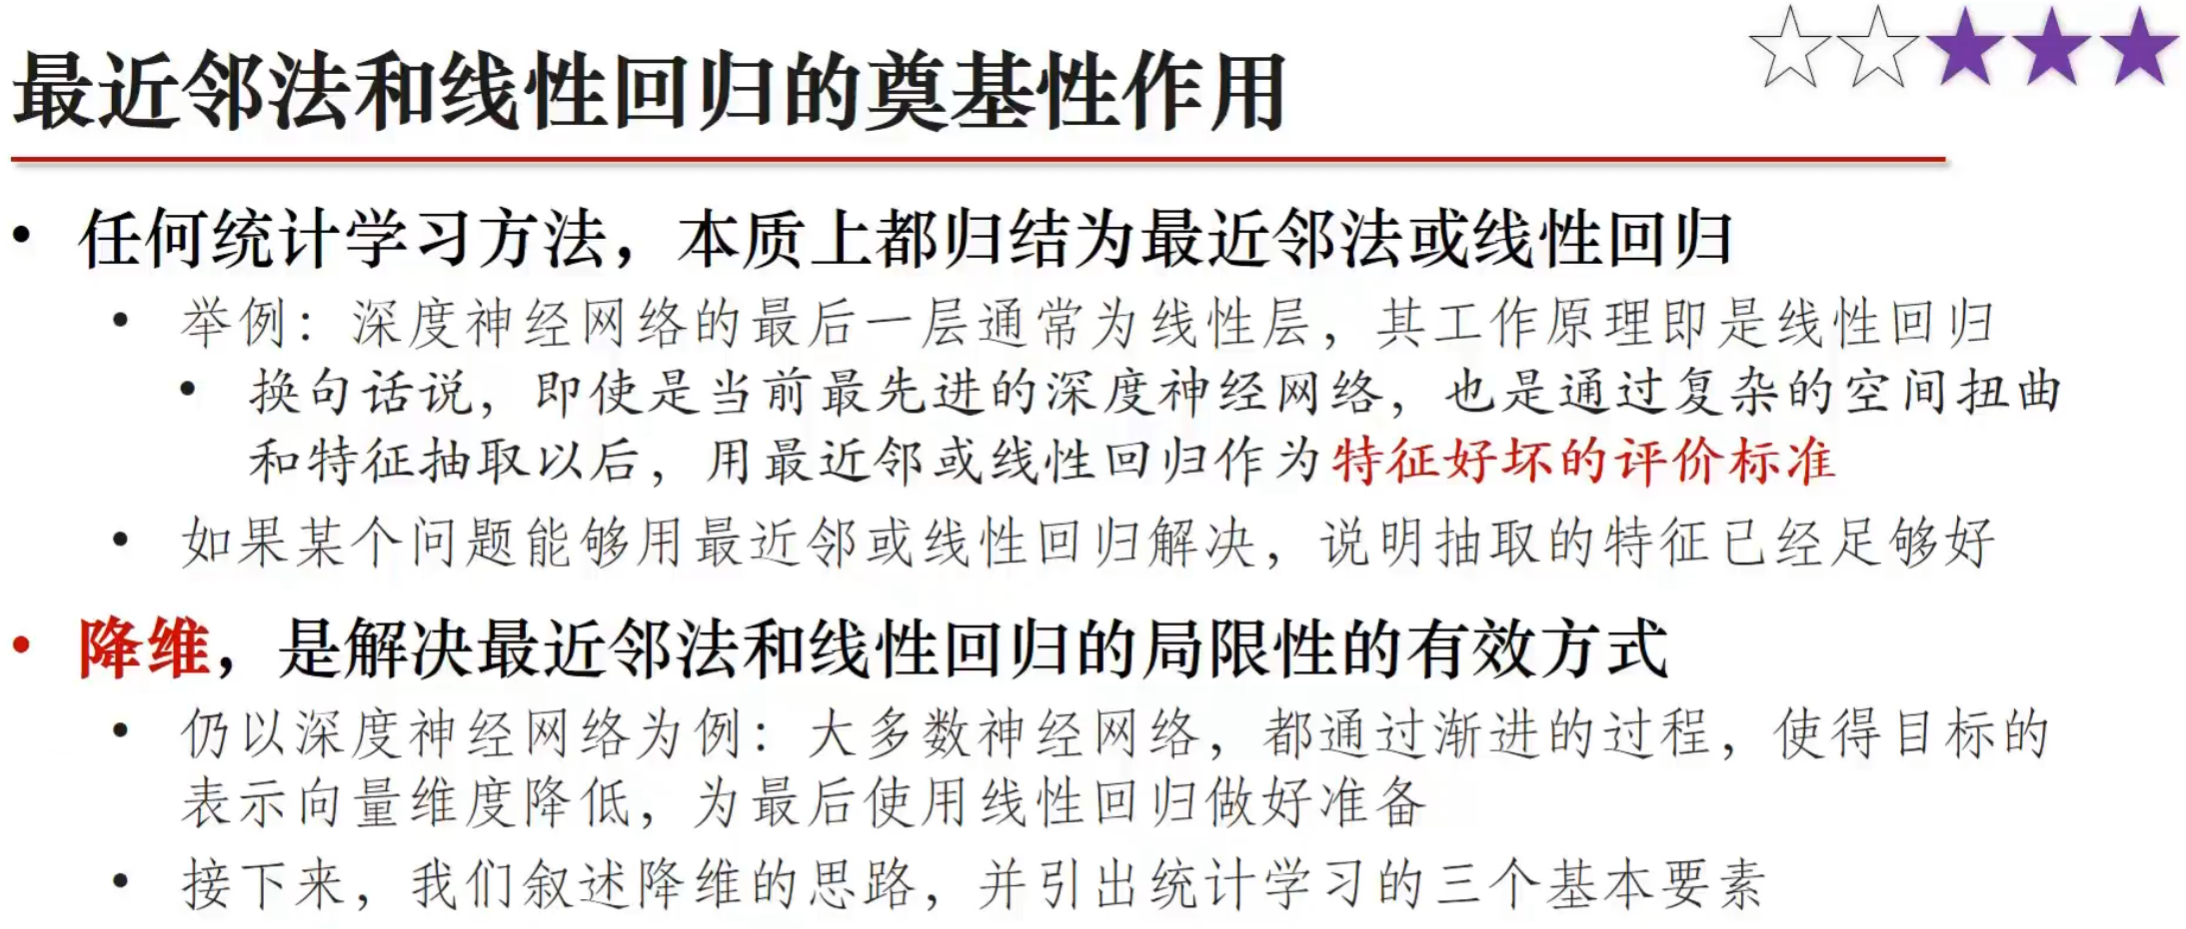 最近邻法和线性回归的奠基性作用
• 任何统计学习方法，本质上都归结为最近邻法或线性回归
• 举例：深度神经网络的最后一层通常为线性层，其工作原理即是线性回归
• 换句话说，即使是当前最先进的深度神经网络，也是通过复杂的空间扭曲
和特征抽取以后，用最近邻或线性回归作为特征好坏的评价标准
• 如果某个问题能够用最近邻或线性回归解决，说明抽取的特征已经足够好
• 降维，是解决最近邻法和线性回归的局限性的有效方式
• 仍以深度神经网络为例：大多数神经网络，都通过渐进的过程，使得目标的
表示向量维度降低，为最后使用线性回归做好准备
• 接下来，我们叙述降维的思路，并引出统计学习的三个基本要素